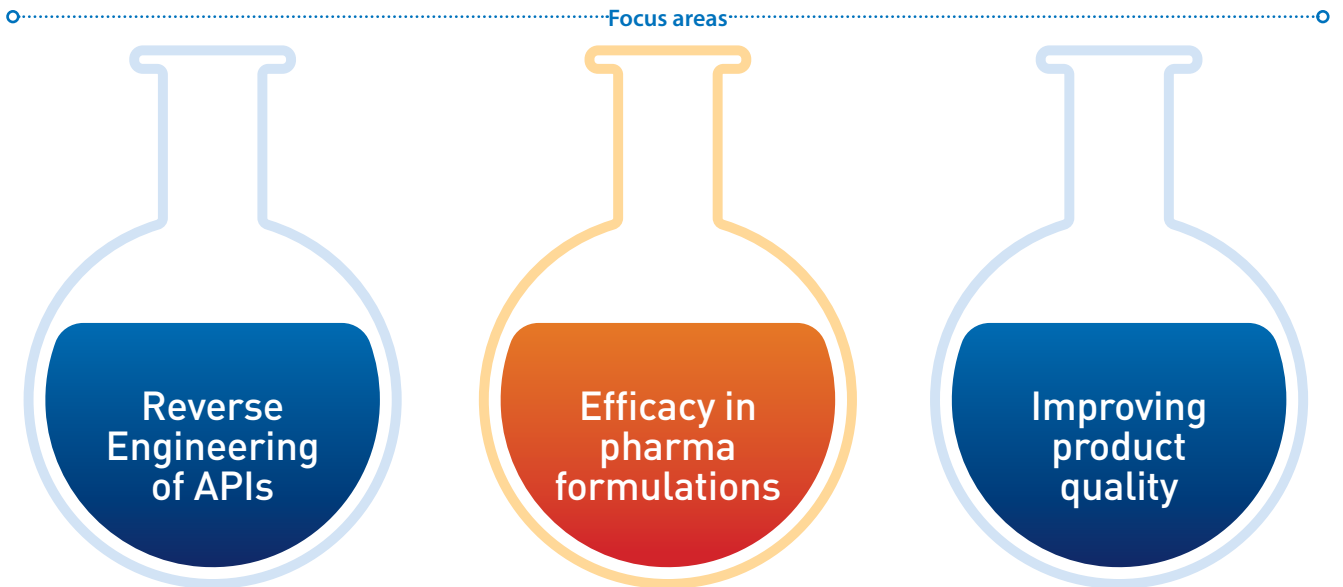 Focus areas
Reverse
Engineering
of APIs
Efficacy in
pharma
formulations
Improving
product
quality